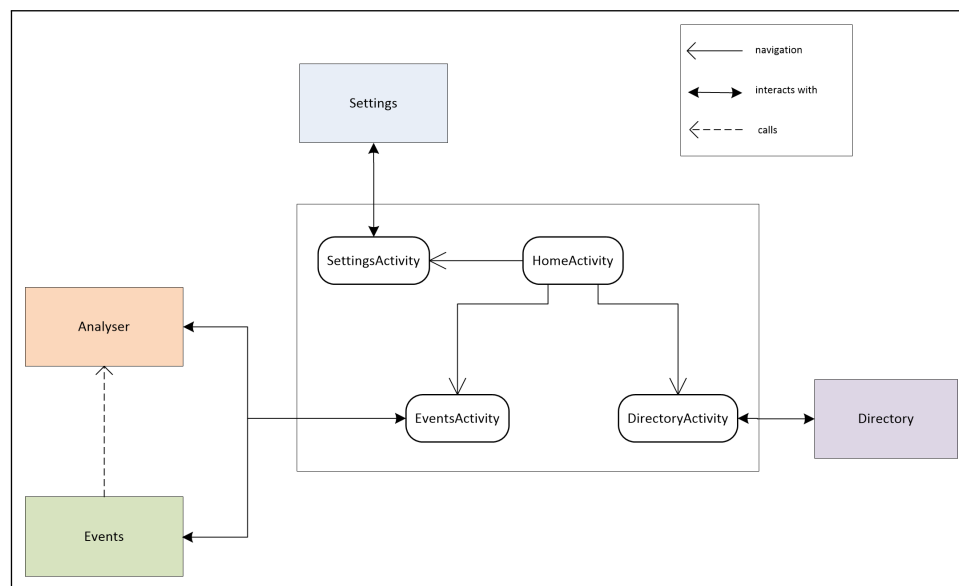 navigation
Settings
interacts with
calls
SettingsActivity
HomeActivity
Analyser
EventsActivity
DirectoryActivity
Directory
Events